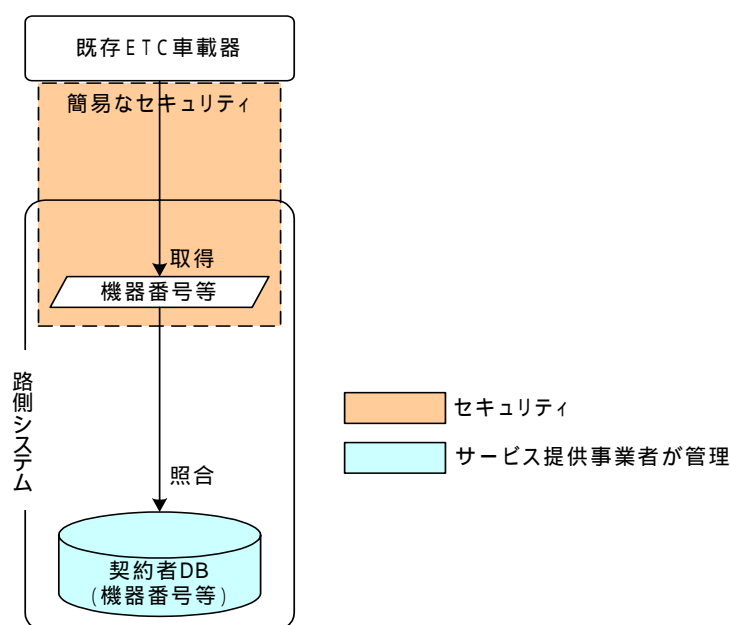 既存ETC車載器
簡易なセキュリティ
取得
機器番号等
路側システム
照合
契約者DB
(機器番号等)
セキュリティ
サービス提供事業者が管理